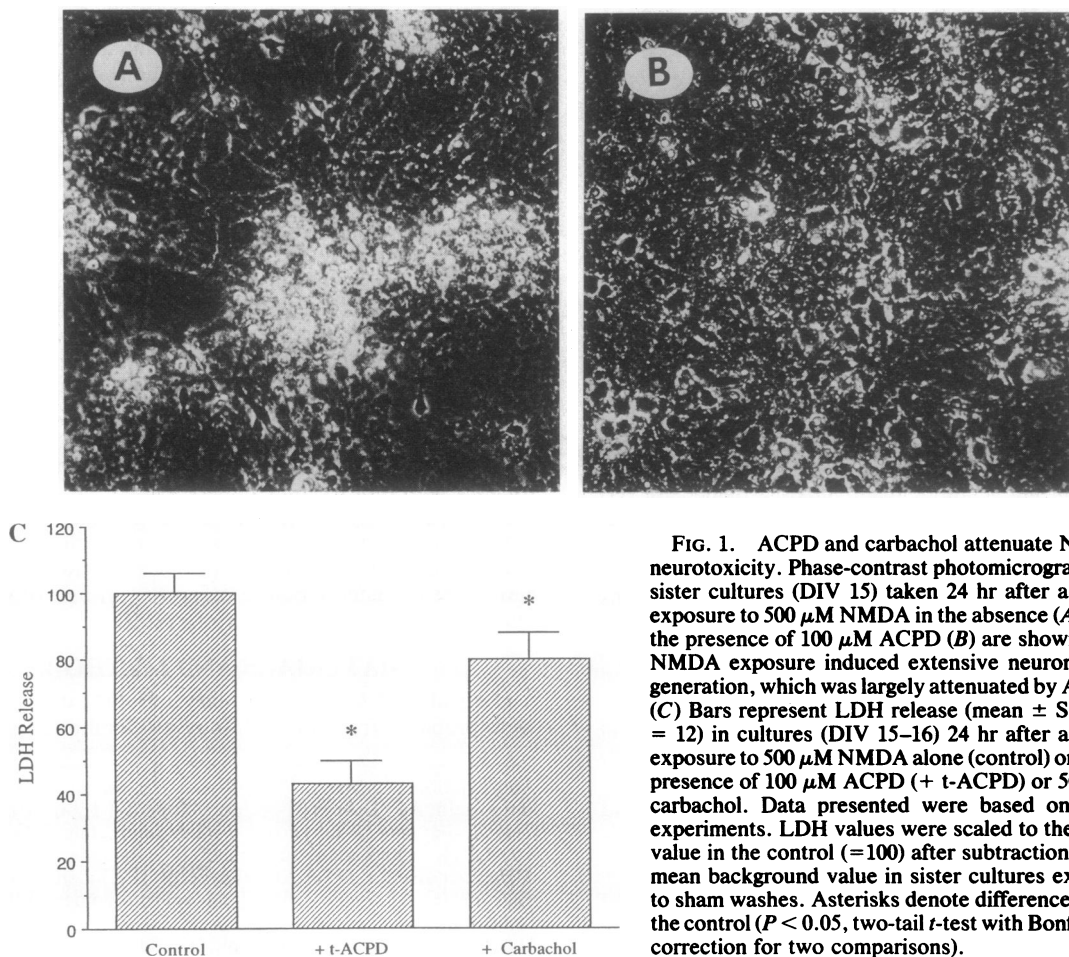 A
B
C
120
100
80
60
40
20
0
LDH Release
*
*
Control
+ t-ACPD
+ Carbachol
FIG. 1. ACPD and carbachol attenuate N
neurotoxicity. Phase-contrast photomicrogra
sister cultures (DIV 15) taken 24 hr after a
exposure to 500 μM NMDA in the absence (A
the presence of 100 μM ACPD (B) are show
NMDA exposure induced extensive neuron
generation, which was largely attenuated by A
(C) Bars represent LDH release (mean ± S
= 12) in cultures (DIV 15–16) 24 hr after a
exposure to 500 μM NMDA alone (control) or
presence of 100 μM ACPD (+ t-ACPD) or 5
carbachol. Data presented were based on
experiments. LDH values were scaled to the
value in the control (=100) after subtraction
mean background value in sister cultures ex
to sham washes. Asterisks denote difference
the control (P < 0.05, two-tail t-test with Bonf
correction for two comparisons).